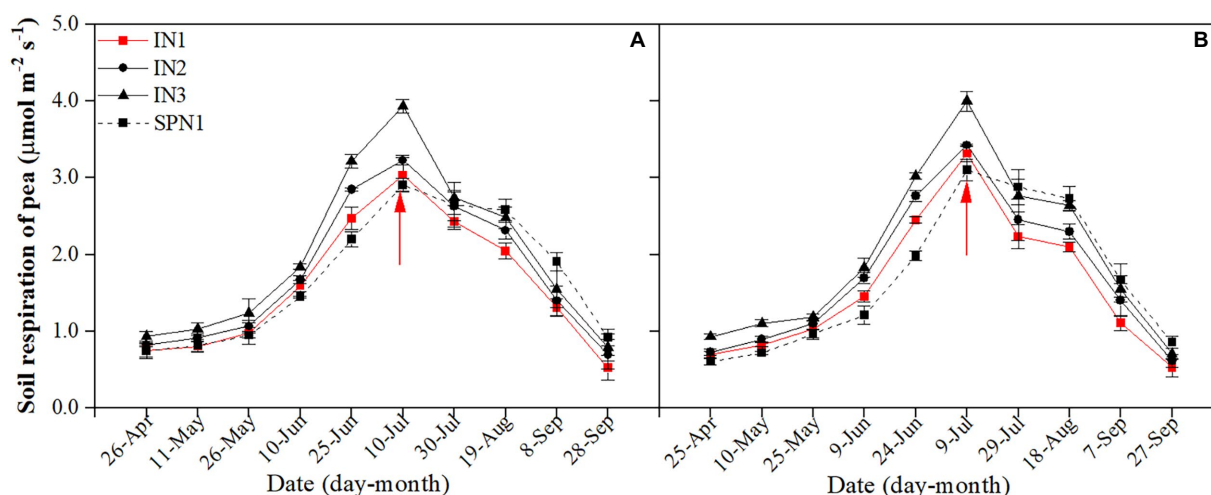 Soil respiration of pea (μmol m⁻² s⁻¹)
5.0
4.0
3.0
2.0
1.0
0.0
IN1
IN2
IN3
SPN1
A
B
26-Apr
11-May
26-May
10-Jun
25-Jun
10-Jul
30-Jul
19-Aug
8-Sep
28-Sep
25-Apr
10-May
25-May
9-Jun
24-Jun
9-Jul
29-Jul
18-Aug
7-Sep
27-Sep
Date (day-month)
Date (day-month)